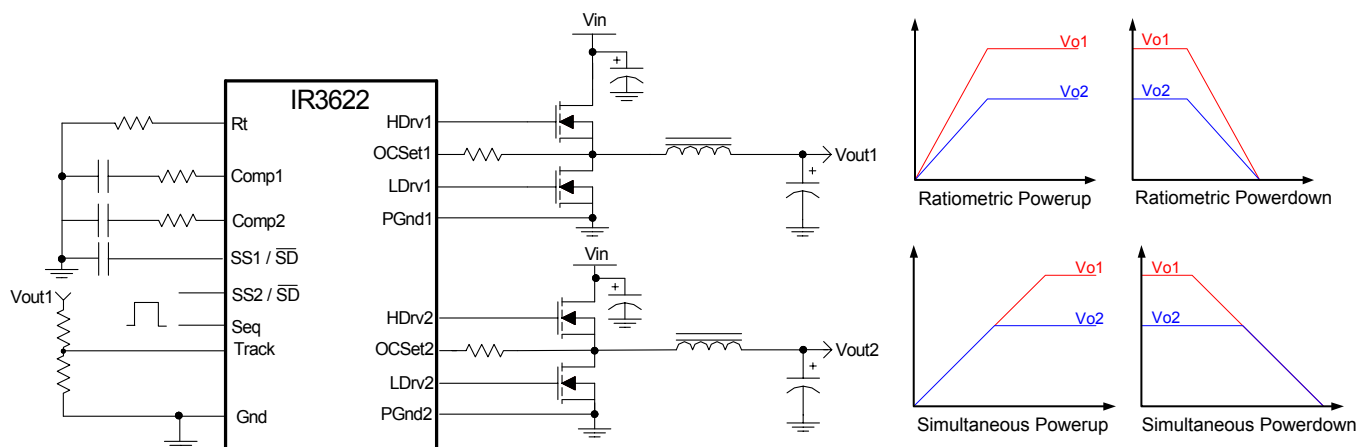 IR3622
Rt
Comp1
Comp2
SS1 / SD
SS2 / SD
Seq
Track
Gnd
Vout1
HDrv1
OCSet1
LDrv1
PGnd1
HDrv2
OCSet2
LDrv2
PGnd2
Vin
+
Vout1
+
Vin
+
Vout2
+
Vo1
Vo2
Ratiometric Powerup
Vo1
Vo2
Ratiometric Powerdown
Vo1
Vo2
Simultaneous Powerup
Vo1
Vo2
Simultaneous Powerdown